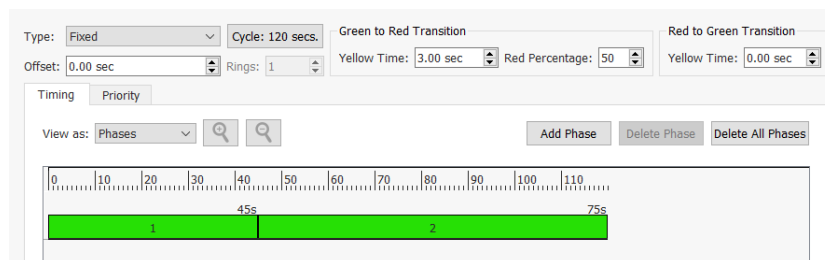 Type: Fixed Cycle: 120 secs. Green to Red Transition Red to Green Transition
Yellow Time: 3.00 sec Red Percentage: 50 Yellow Time: 0.00 sec
Offset: 0.00 sec Rings: 1
Timing Priority
View as: Phases Add Phase Delete Phase Delete All Phases
0 10 20 30 40 50 60 70 80 90 100 110
45s 75s
1 2